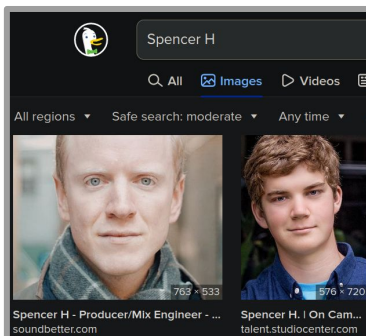 Spencer H
All
Images
Videos
All regions ▼
Safe search: moderate ▼
Any time ▼
763 × 533
576 × 720
Spencer H - Producer/Mix Engineer - ...
Spencer H. | On Cam...
soundbetter.com
talent.studiocenter.com